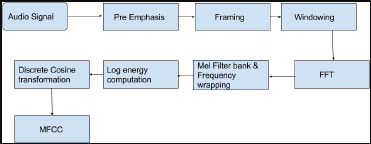 Audio Signal
Pre Emphasis
Framing
Windowing
FFT
Mel Filter bank &
Frequency
wrapping
Log energy
computation
Discrete Cosine
transformation
MFCC